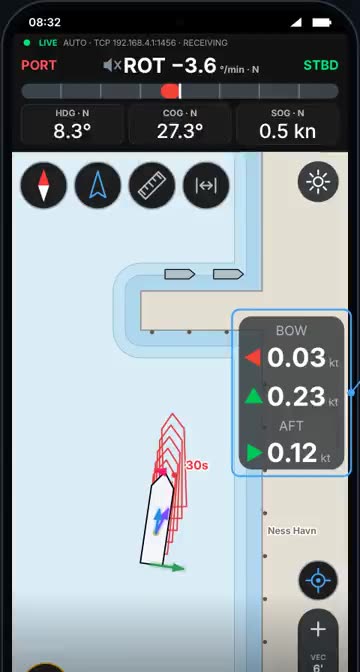 08:32
LIVE AUTO · TCP 192.168.4.1:1456 · RECEIVING
PORT ROT −3.6 °/min · N STBD
HDG · N COG · N SOG · N
8.3° 27.3° 0.5 kn
BOW
0.03 kt
0.23 kt
AFT
0.12 kt
30s
Ness Havn
+
VEC
6'